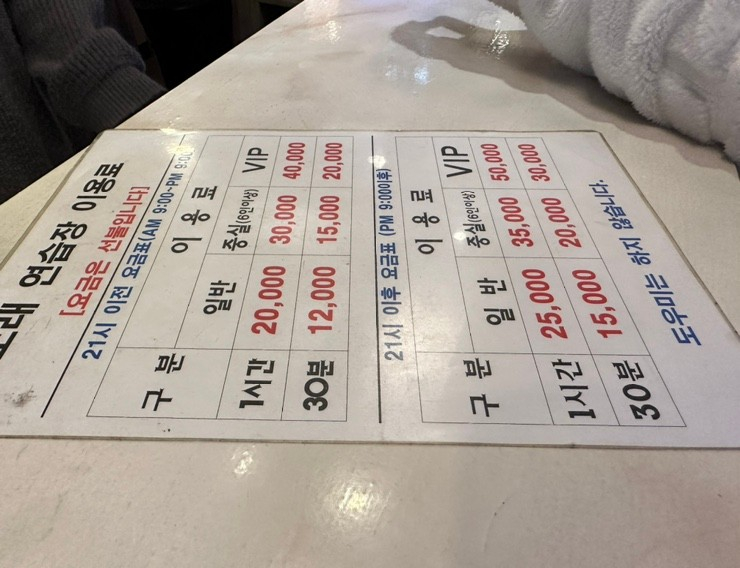 노래 연습장 이용료
[요금은 선불입니다]
21시 이전 요금표(AM 9:00-PM 9:00
구 분 이 용 료
일반 중실(6인이상) VIP
1시간 20,000 30,000 40,000
30분 12,000 15,000 20,000
21시 이후 요금표 (PM 9:00이후)
구 분 이 용 료
일 반 중실(6인이상) VIP
1시간 25,000 35,000 50,000
30분 15,000 20,000 30,000
도우미는 하지 않습니다.